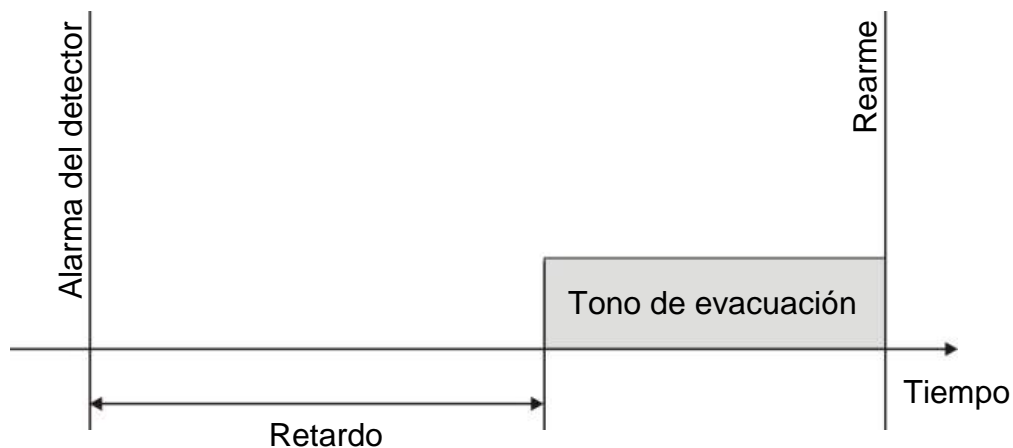 Alarma del detector
Rearme
Tono de evacuación
Tiempo
Retardo